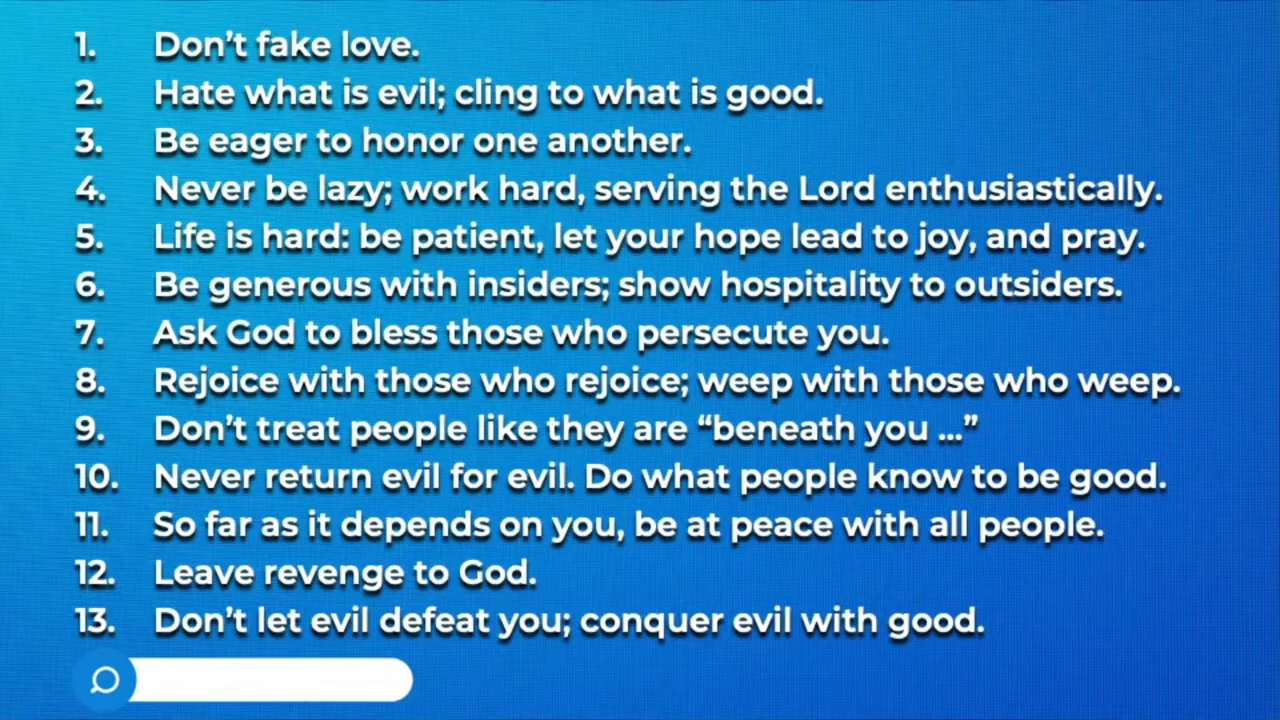 1. Don’t fake love.
2. Hate what is evil; cling to what is good.
3. Be eager to honor one another.
4. Never be lazy; work hard, serving the Lord enthusiastically.
5. Life is hard: be patient, let your hope lead to joy, and pray.
6. Be generous with insiders; show hospitality to outsiders.
7. Ask God to bless those who persecute you.
8. Rejoice with those who rejoice; weep with those who weep.
9. Don’t treat people like they are “beneath you ...”
10. Never return evil for evil. Do what people know to be good.
11. So far as it depends on you, be at peace with all people.
12. Leave revenge to God.
13. Don’t let evil defeat you; conquer evil with good.